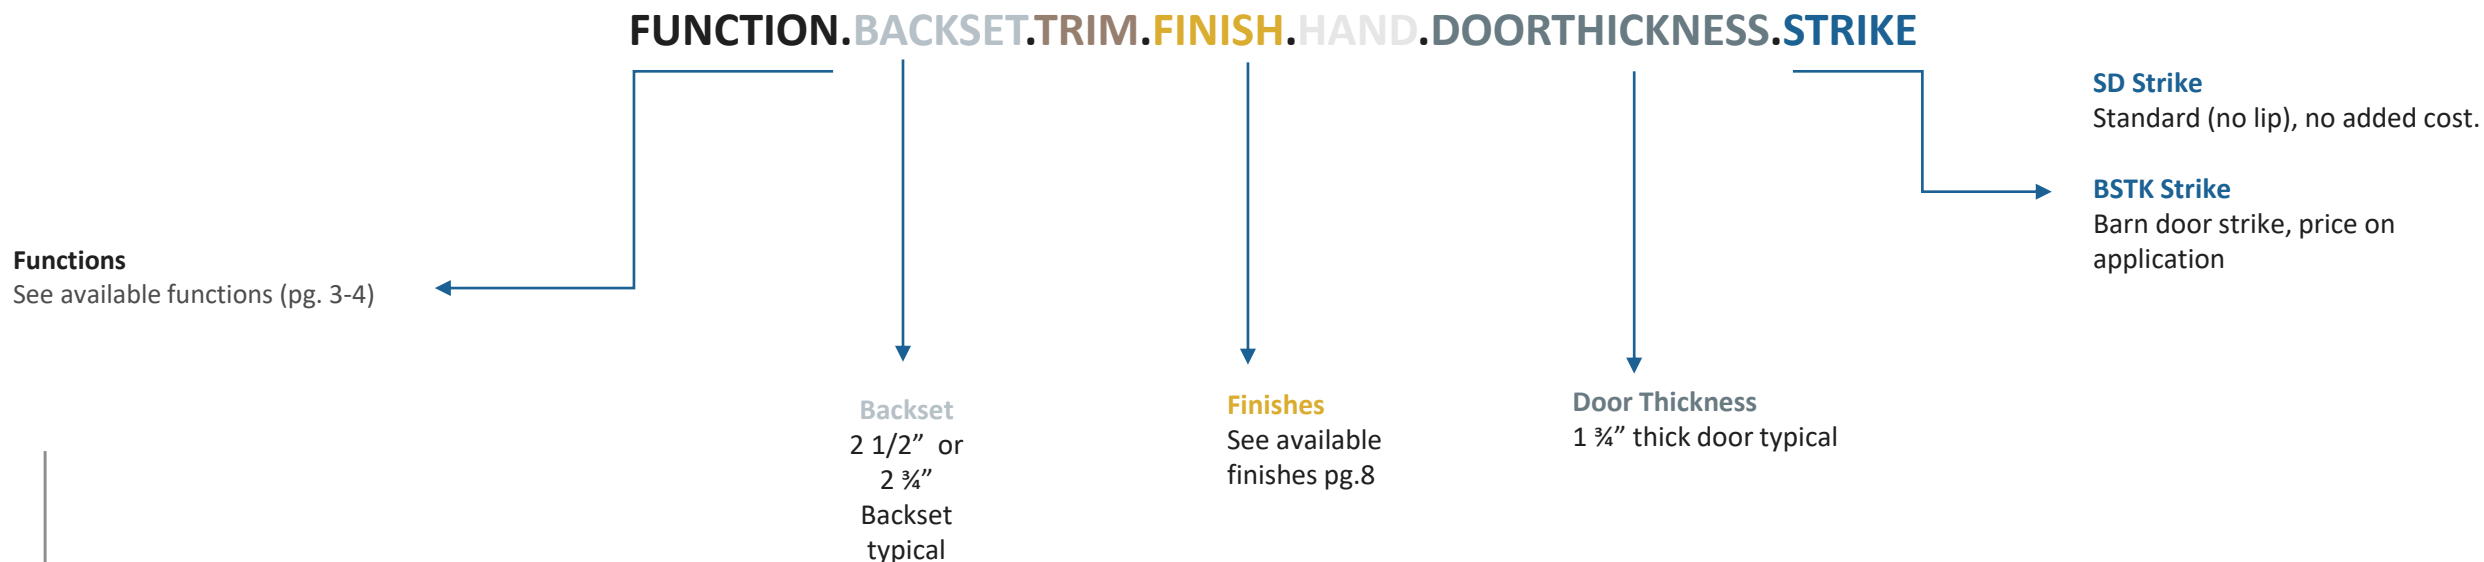 FUNCTION.BACKSET.TRIM.FINISH.HAND.DOORTHICKNESS.STRIKE
Functions
See available functions (pg. 3-4)
Backset
2 1/2” or
2 ¾”
Backset
typical
Finishes
See available
finishes pg.8
Door Thickness
1 ¾” thick door typical
SD Strike
Standard (no lip), no added cost.
BSTK Strike
Barn door strike, price on
application